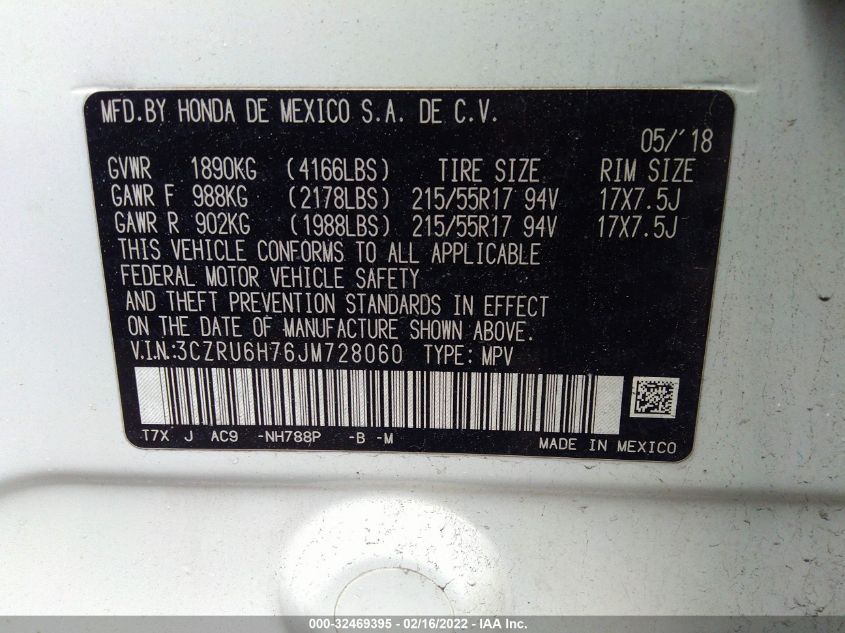 MFD.BY HONDA DE MEXICO S.A. DE C.V.
05/'18
GVWR 1890KG (4166LBS) TIRE SIZE RIM SIZE
GAWR F 988KG (2178LBS) 215/55R17 94V 17X7.5J
GAWR R 902KG (1988LBS) 215/55R17 94V 17X7.5J
THIS VEHICLE CONFORMS TO ALL APPLICABLE
FEDERAL MOTOR VEHICLE SAFETY
AND THEFT PREVENTION STANDARDS IN EFFECT
ON THE DATE OF MANUFACTURE SHOWN ABOVE.
V.I.N:3CZRU6H76JM728060 TYPE: MPV
T7X J AC9 -NH788P -B -M MADE IN MEXICO
000-32469395 - 02/16/2022 - IAA Inc.